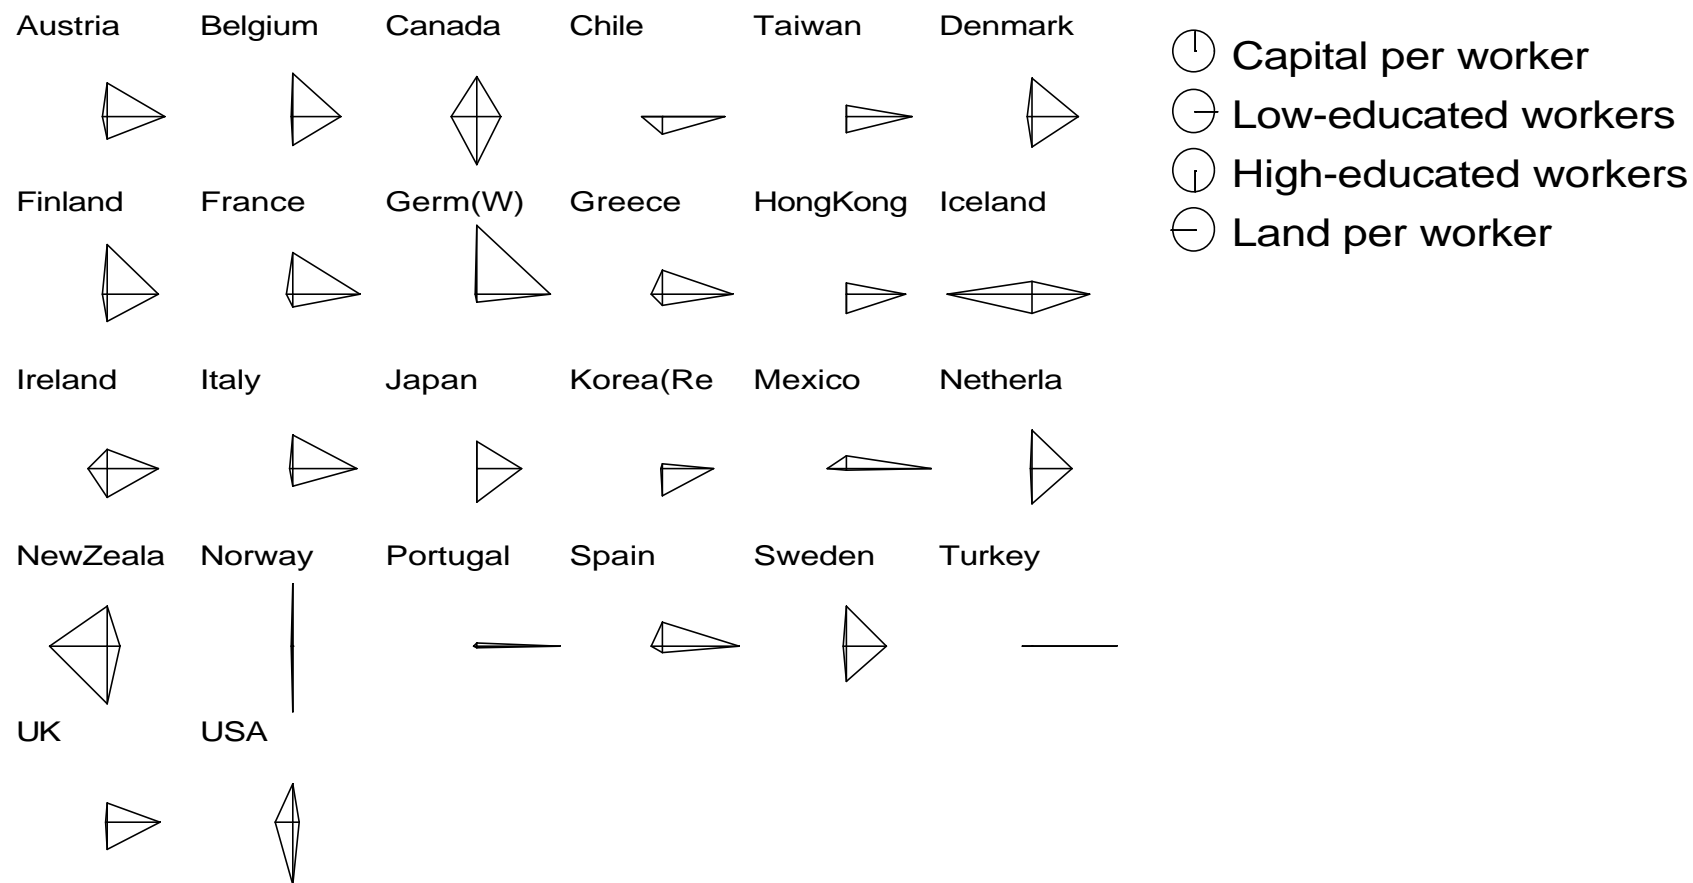 Austria Belgium Canada Chile Taiwan Denmark
Capital per worker
Low-educated workers
High-educated workers
Land per worker
Finland France Germ(W) Greece HongKong Iceland
Ireland Italy Japan Korea(Re Mexico Netherla
NewZeala Norway Portugal Spain Sweden Turkey
UK USA